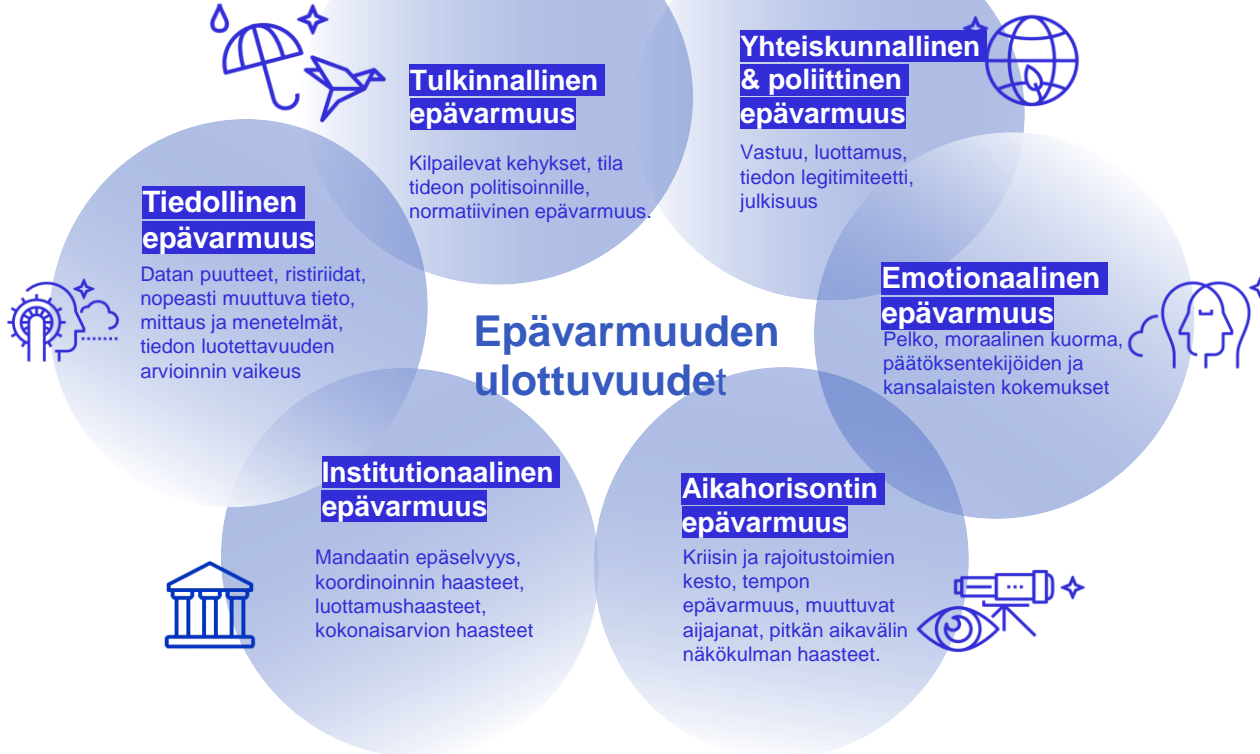 Yhteiskunnallinen
& poliittinen
epävarmuus
Vastuu, luottamus,
tiedon legitimiteetti,
julkisuus
Tulkinnallinen
epävarmuus
Kilpailevat kehykset, tila
tideon politisoinnille,
normatiivinen epävarmuus.
Tiedollinen
epävarmuus
Datan puutteet, ristiriidat,
nopeasti muuttuva tieto,
mittaus ja menetelmät,
tiedon luotettavuuden
arvioinnin vaikeus
Emotionaalinen
epävarmuus
Pelko, moraalinen kuorma,
päätöksentekijöiden ja
kansalaisten kokemukset
Epävarmuuden
ulottuvuudet
Institutionaalinen
epävarmuus
Mandaatin epäselvyys,
koordinoinnin haasteet,
luottamushaasteet,
kokonaisarvion haasteet
Aikahorisontin
epävarmuus
Kriisin ja rajoitustoimien
kesto, tempon
epävarmuus, muuttuvat
aijajanat, pitkän aikavälin
näkökulman haasteet.